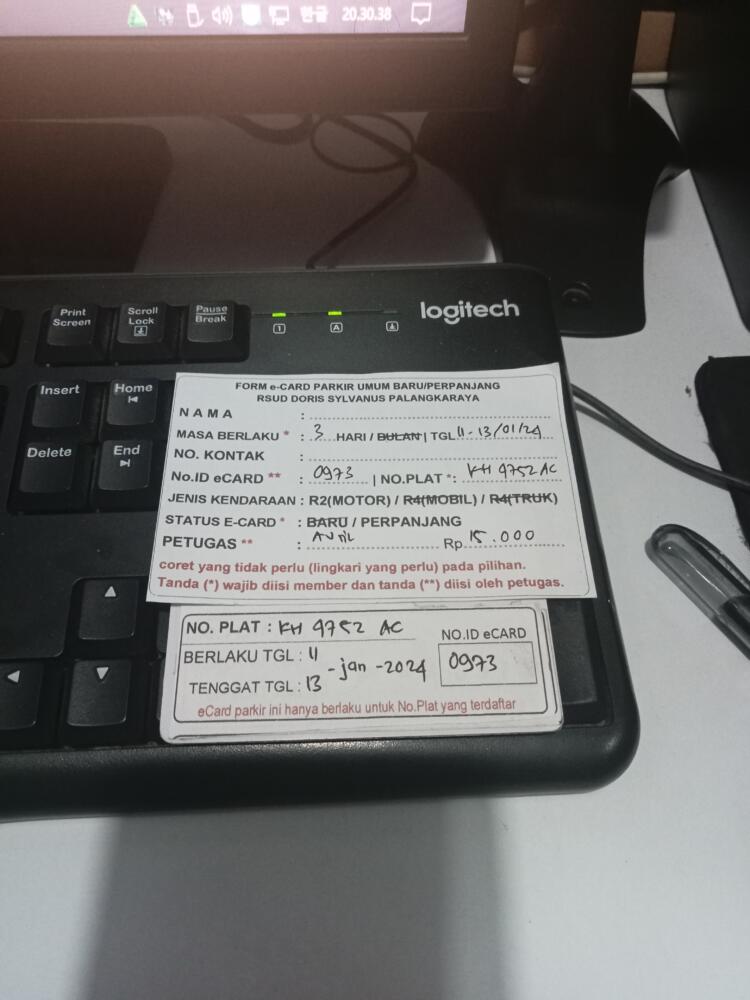 한글 20.30.38
Print Screen
Scroll Lock
Pause Break
1
A
logitech
Insert
Home
Delete
End
FORM e-CARD PARKIR UMUM BARU/PERPANJANG
RSUD DORIS SYLVANUS PALANGKARAYA
N A M A :
MASA BERLAKU * : 3 HARI / BULAN | TGL 11 - 13/01/24
NO. KONTAK :
No.ID eCARD ** : 0973 | NO.PLAT *: KH 4752 AC
JENIS KENDARAAN : R2(MOTOR) / R4(MOBIL) / R4(TRUK)
STATUS E-CARD * : BARU / PERPANJANG
PETUGAS ** : Rp 15.000
coret yang tidak perlu (lingkari yang perlu) pada pilihan.
Tanda (*) wajib diisi member dan tanda (**) diisi oleh petugas.
NO. PLAT : KH 4752 AC
NO.ID eCARD
BERLAKU TGL : 11
- jan - 2024
0973
TENGGAT TGL : 13
eCard parkir ini hanya berlaku untuk No.Plat yang terdaftar